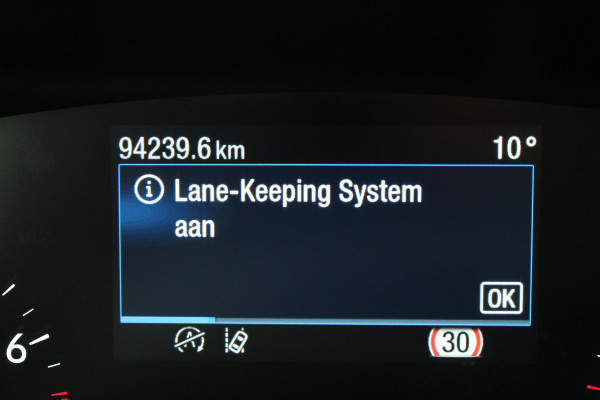 94239.6 km 10°
i Lane-Keeping System
aan
OK
6
A 30